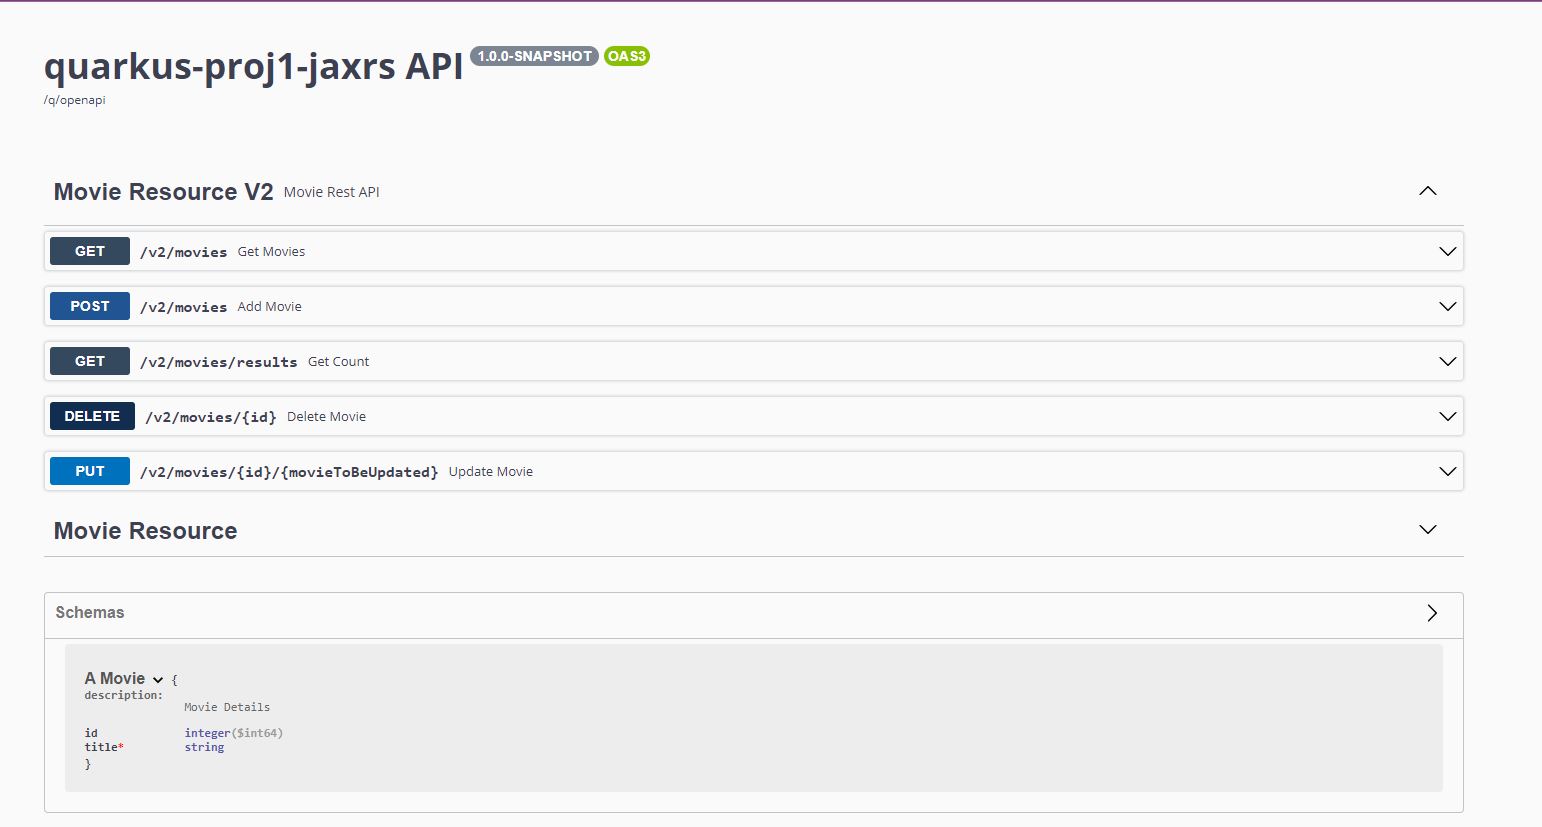 quarkus-proj1-jaxrs API 1.0.0-SNAPSHOT OAS3
/q/openapi
Movie Resource V2 Movie Rest API
GET /v2/movies Get Movies
POST /v2/movies Add Movie
GET /v2/movies/results Get Count
DELETE /v2/movies/{id} Delete Movie
PUT /v2/movies/{id}/{movieToBeUpdated} Update Movie
Movie Resource
Schemas
A Movie {
description:
Movie Details
id integer($int64)
title* string
}